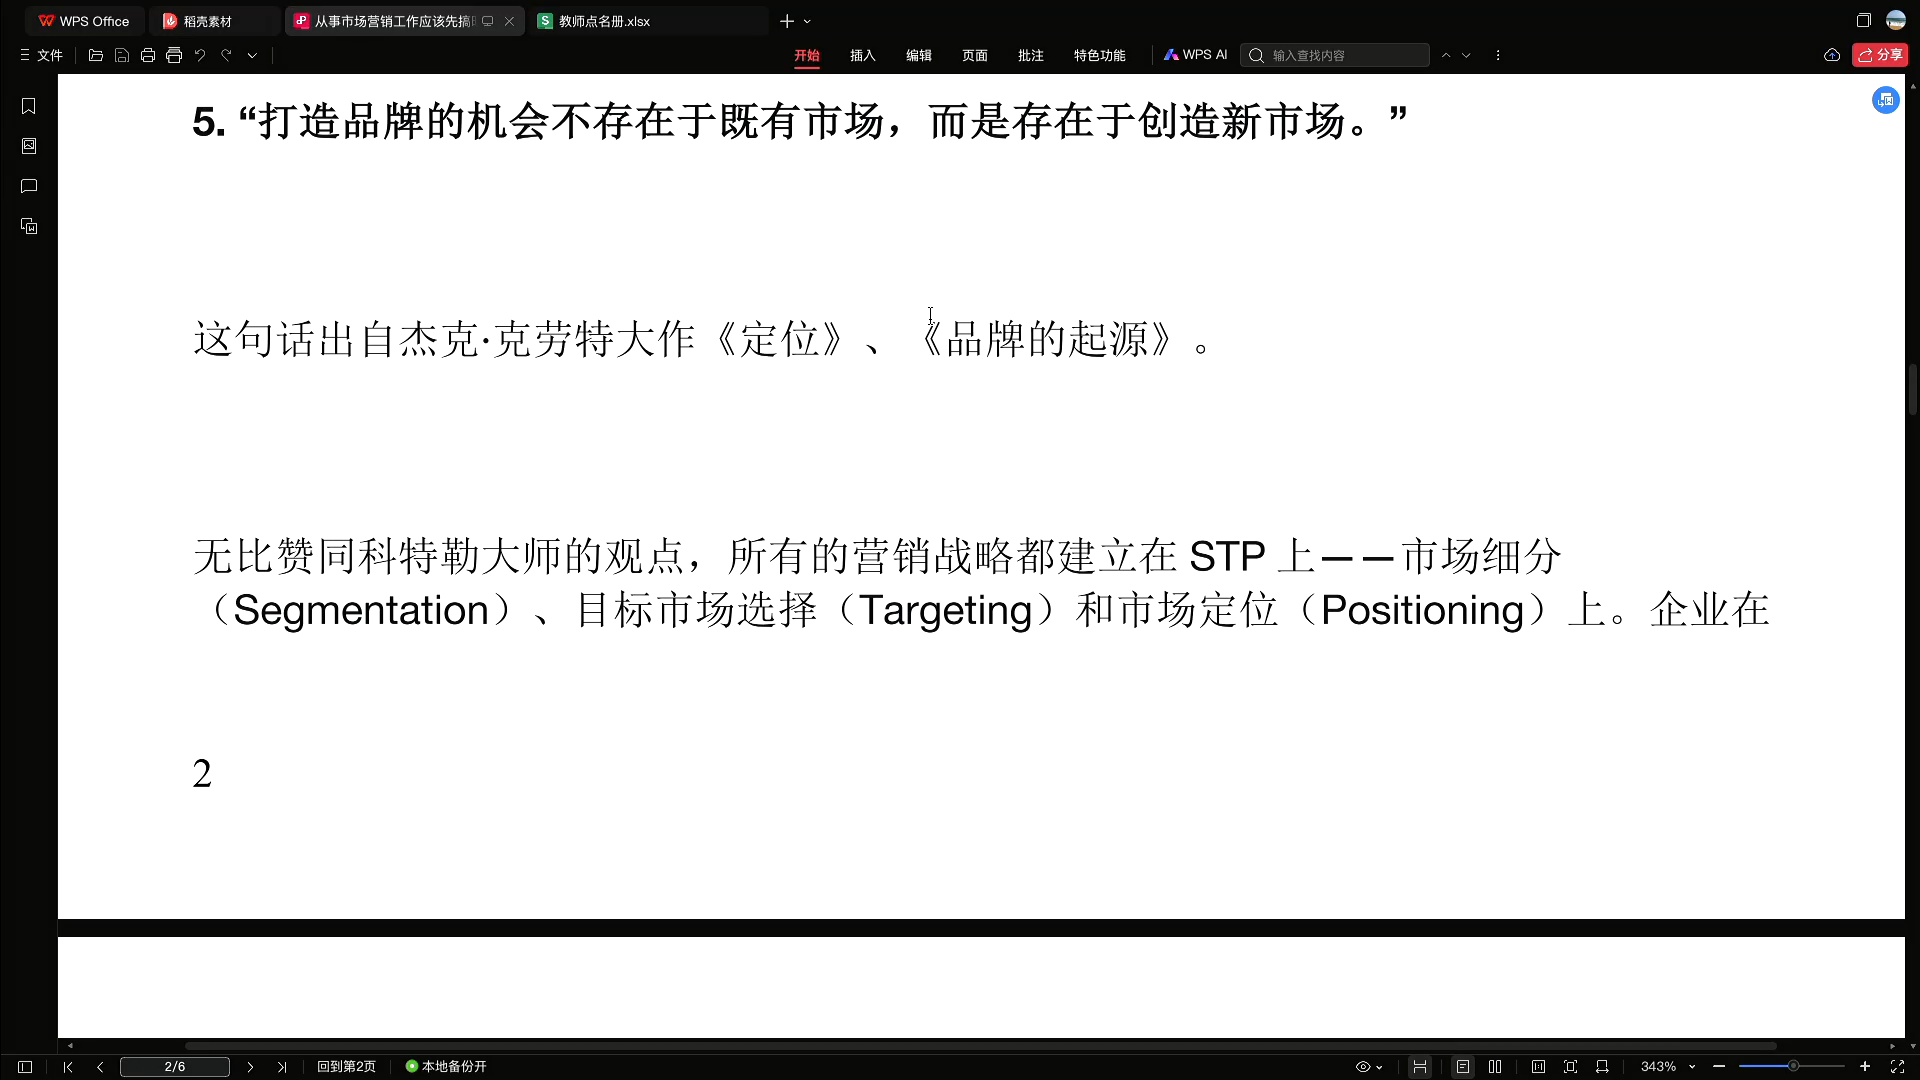 WPS Office
稻壳素材
从事市场营销工作应该先搞
教师点名册.xlsx
文件
开始
插入
编辑
页面
批注
特色功能
WPS AI
输入查找内容
分享
5. “打造品牌的机会不存在于既有市场，而是存在于创造新市场。”
这句话出自杰克·克劳特大作《定位》、《品牌的起源》。
无比赞同科特勒大师的观点，所有的营销战略都建立在 STP 上——市场细分
（Segmentation）、目标市场选择（Targeting）和市场定位（Positioning）上。企业在
2
2/6
回到第2页
本地备份开
343%